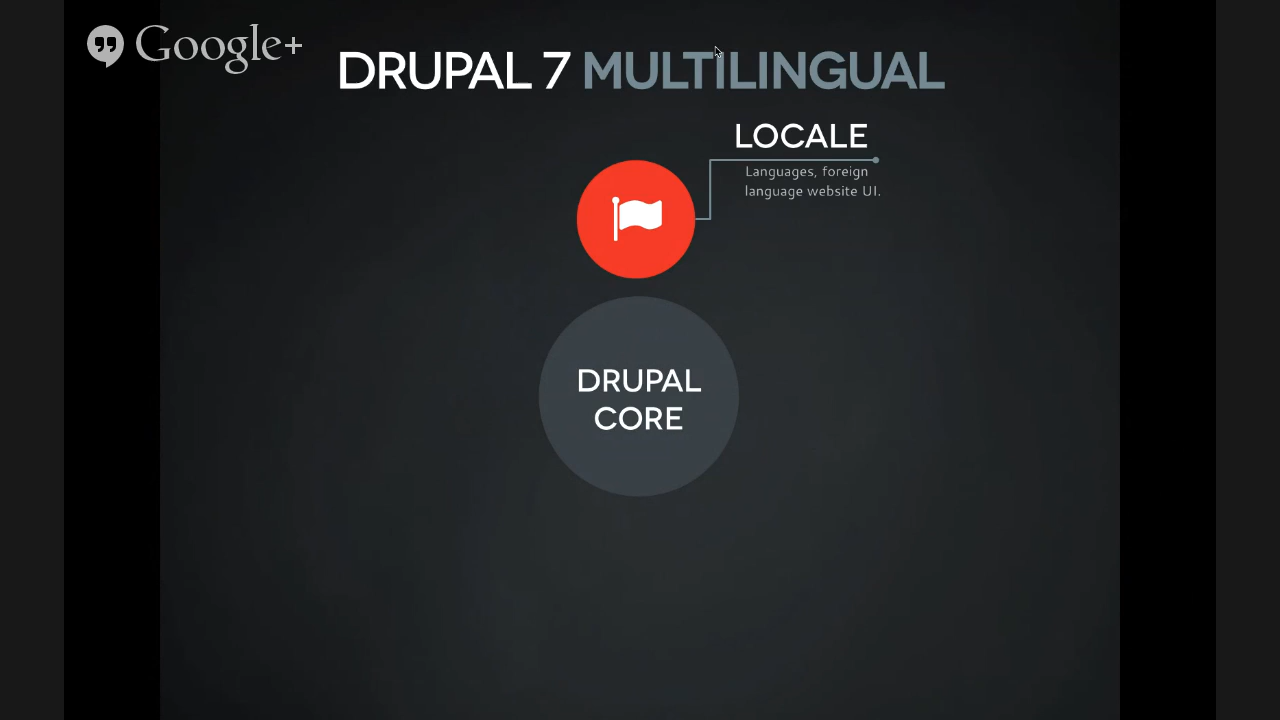 Google+
DRUPAL 7 MULTILINGUAL
LOCALE
Languages, foreign
language website UI.
DRUPAL
CORE